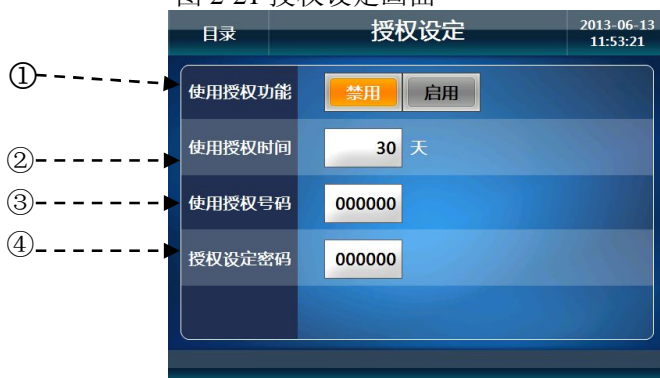 图 2-21 授权设定画面
目录 授权设定 2013-06-13
11:53:21
① 使用授权功能 禁用 启用
② 使用授权时间 30 天
③ 使用授权号码 000000
④ 授权设定密码 000000